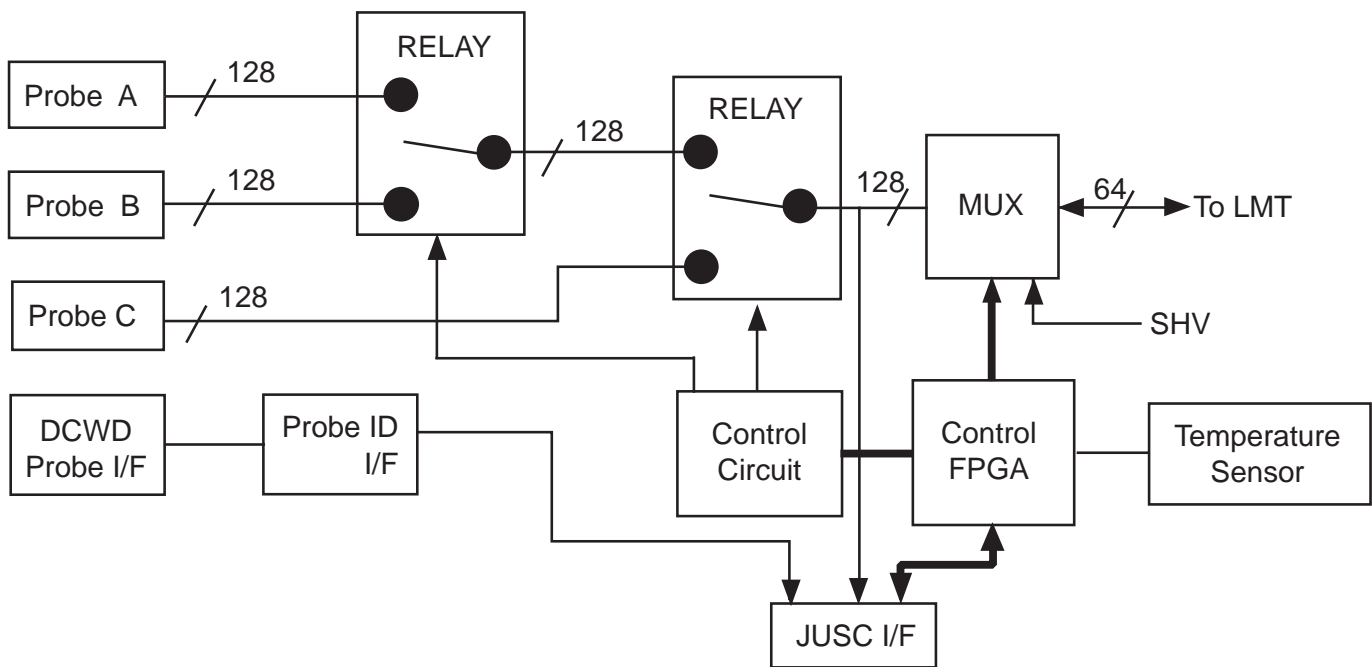 RELAY
128
Probe A
RELAY
128
128
Probe B
128
MUX
64
To LMT
128
Probe C
SHV
DCWD
Probe I/F
Probe ID
I/F
Control
Circuit
Control
FPGA
Temperature
Sensor
JUSC I/F